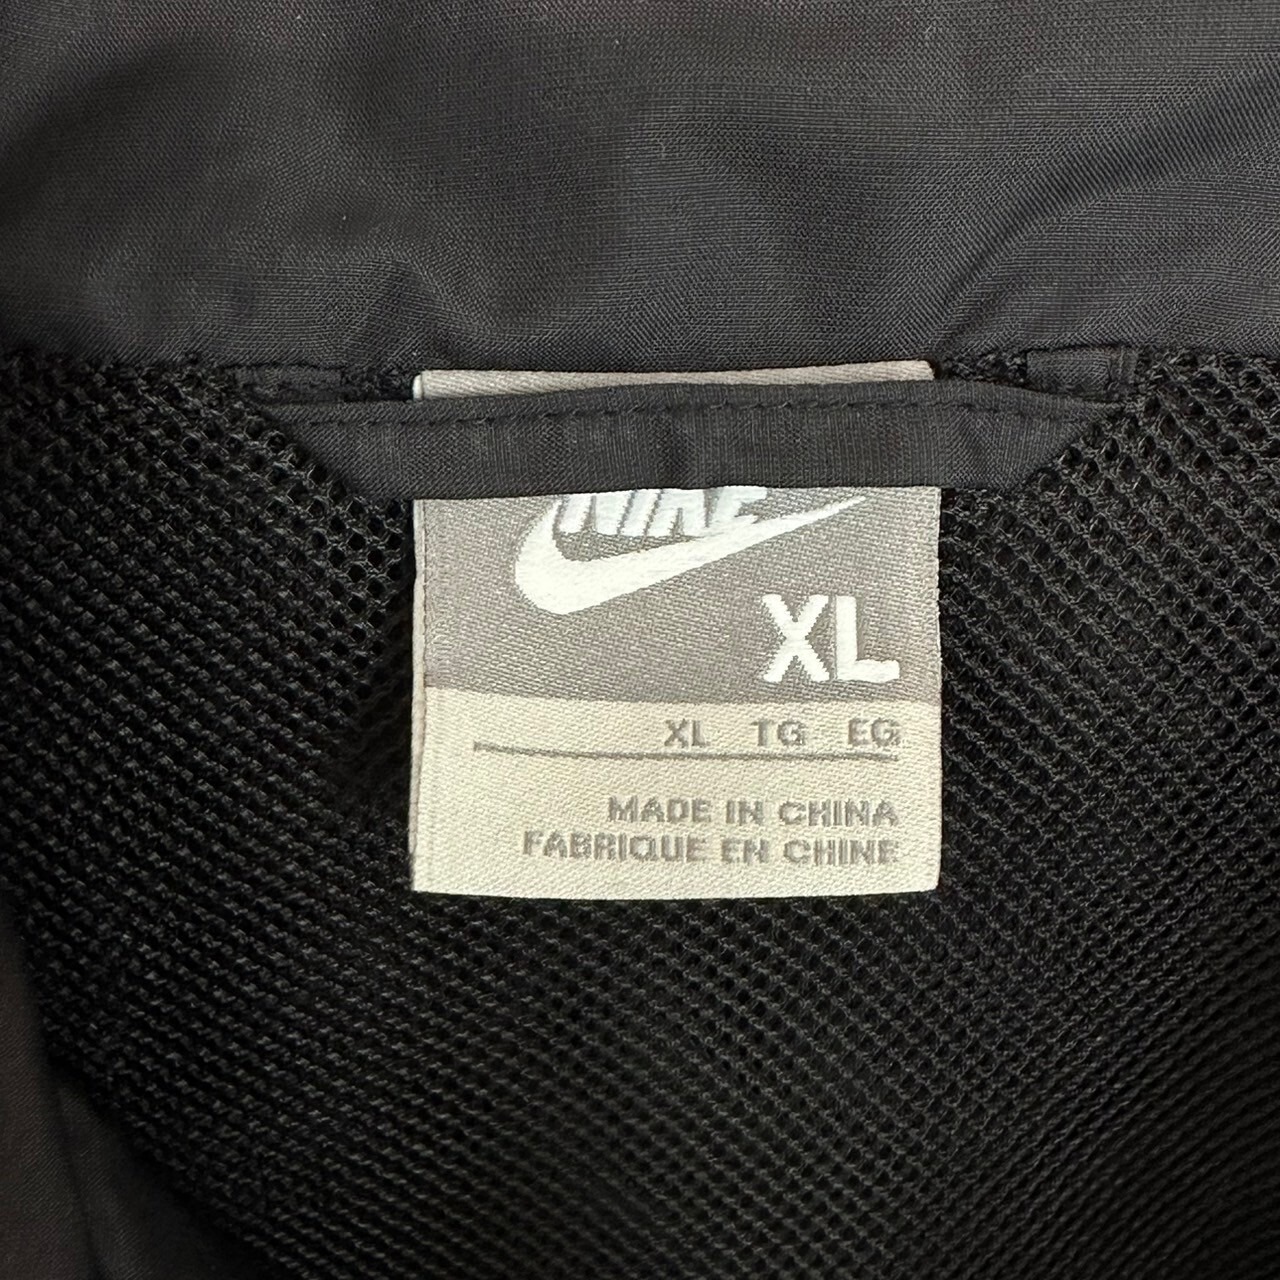 NIKE
XL
XL TG EG
MADE IN CHINA
FABRIQUE EN CHINE